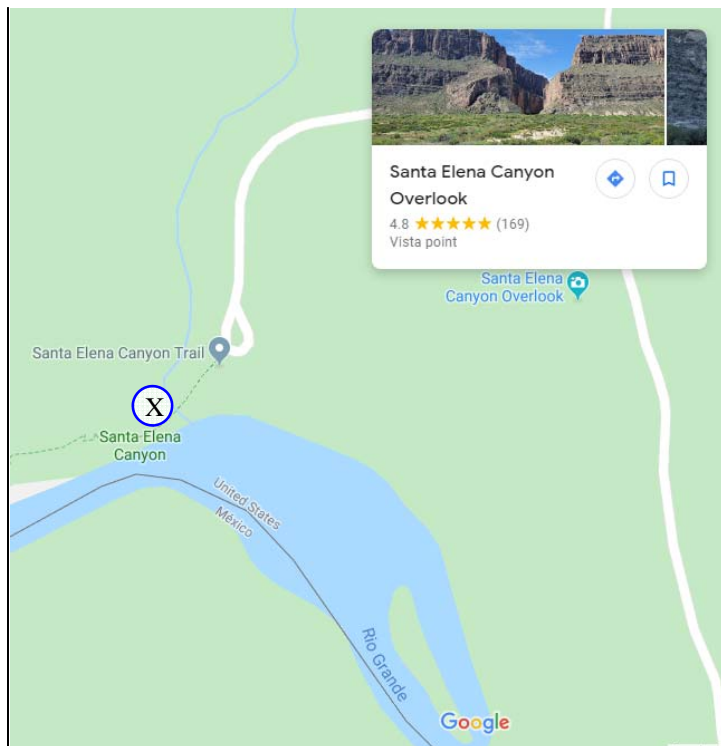 Santa Elena Canyon
Overlook
4.8 ★★★★★ (169)
Vista point
Santa Elena
Canyon Overlook
Santa Elena Canyon Trail
X
Santa Elena
Canyon
United States
México
Rio Grande
Google